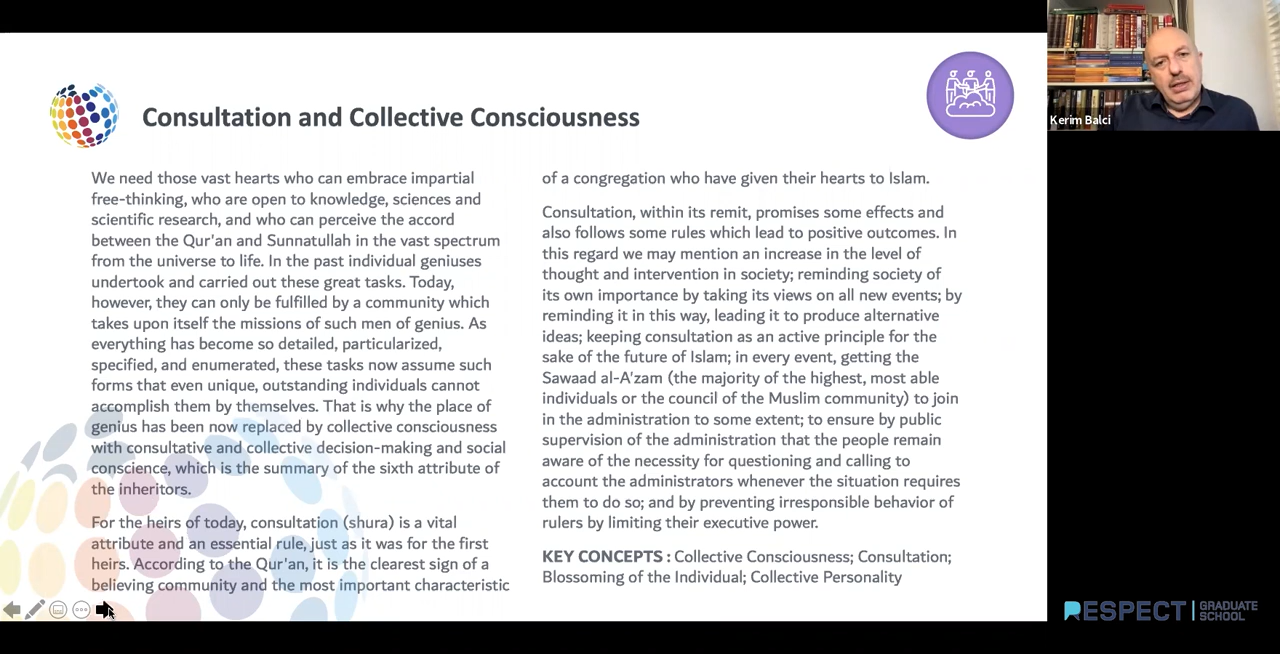 Consultation and Collective Consciousness
We need those vast hearts who can embrace impartial
free-thinking, who are open to knowledge, sciences and
scientific research, and who can perceive the accord
between the Qur'an and Sunnatullah in the vast spectrum
from the universe to life. In the past individual geniuses
undertook and carried out these great tasks. Today,
however, they can only be fulfilled by a community which
takes upon itself the missions of such men of genius. As
everything has become so detailed, particularized,
specified, and enumerated, these tasks now assume such
forms that even unique, outstanding individuals cannot
accomplish them by themselves. That is why the place of
genius has been now replaced by collective consciousness
with consultative and collective decision-making and social
conscience, which is the summary of the sixth attribute of
the inheritors.
For the heirs of today, consultation (shura) is a vital
attribute and an essential rule, just as it was for the first
heirs. According to the Qur'an, it is the clearest sign of a
believing community and the most important characteristic
of a congregation who have given their hearts to Islam.
Consultation, within its remit, promises some effects and
also follows some rules which lead to positive outcomes. In
this regard we may mention an increase in the level of
thought and intervention in society; reminding society of
its own importance by taking its views on all new events; by
reminding it in this way, leading it to produce alternative
ideas; keeping consultation as an active principle for the
sake of the future of Islam; in every event, getting the
Sawaad al-A'zam (the majority of the highest, most able
individuals or the council of the Muslim community) to join
in the administration to some extent; to ensure by public
supervision of the administration that the people remain
aware of the necessity for questioning and calling to
account the administrators whenever the situation requires
them to do so; and by preventing irresponsible behavior of
rulers by limiting their executive power.
KEY CONCEPTS : Collective Consciousness; Consultation;
Blossoming of the Individual; Collective Personality
Kerim Balci
RESPECT
GRADUATE
SCHOOL